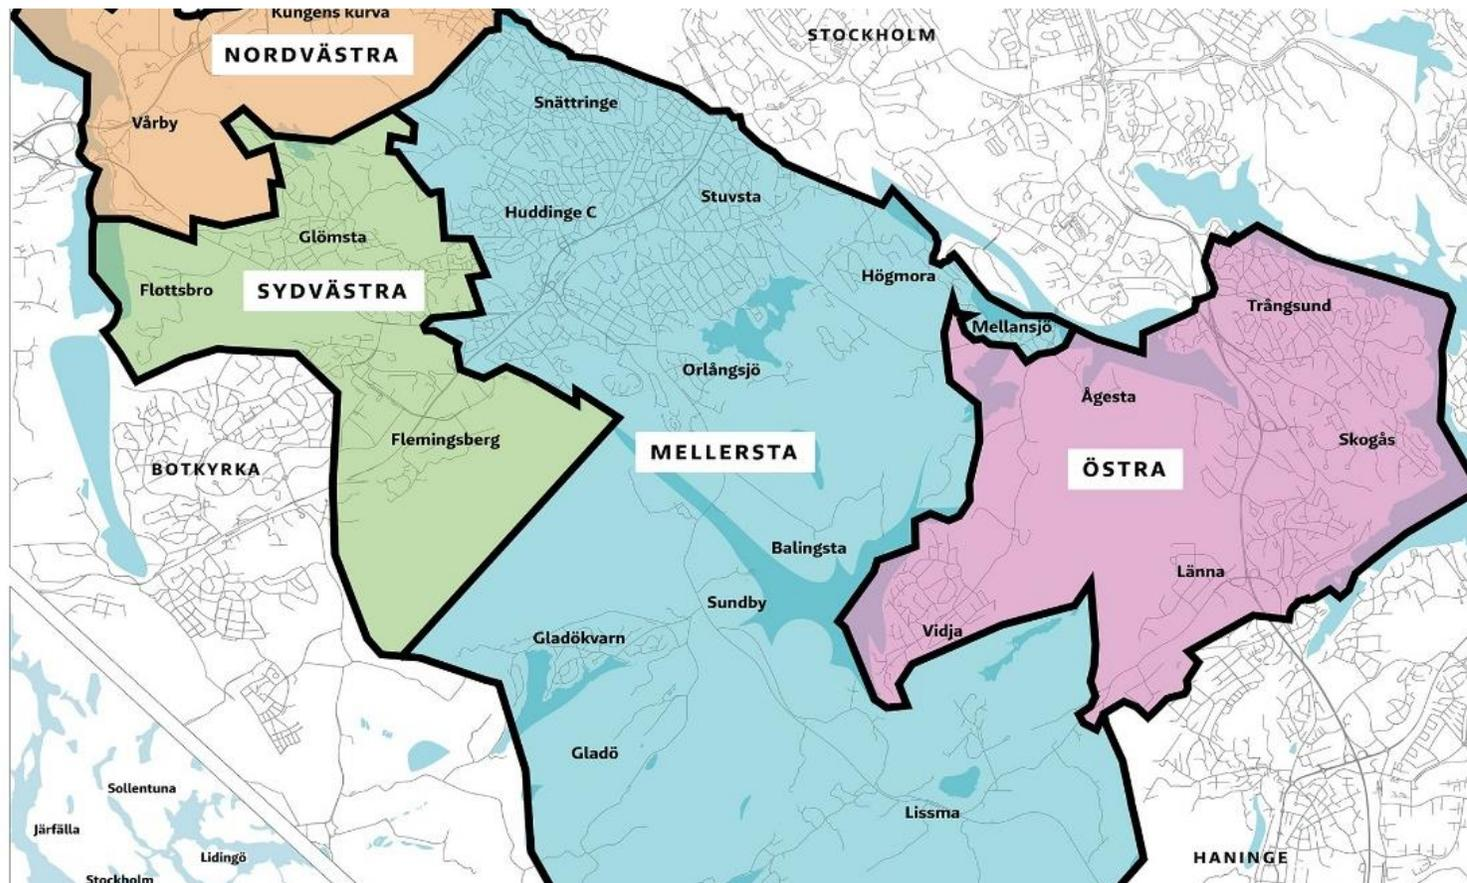 Kungens kurva
STOCKHOLM
NORDVÄSTRA
Snättringe
Vårby
Stuvsta
Huddinge C
Glömsta
Högmora
Flottsbro
SYDVÄSTRA
Trångsund
Mellansjö
Orlångsjö
Ågesta
Flemingsberg
Skogås
MELLERSTA
BOTKYRKA
ÖSTRA
Balingsta
Länna
Sundby
Vidja
Gladökvarn
Gladö
Sollentuna
Lissma
Järfälla
Lidingö
HANINGE
Stockholm